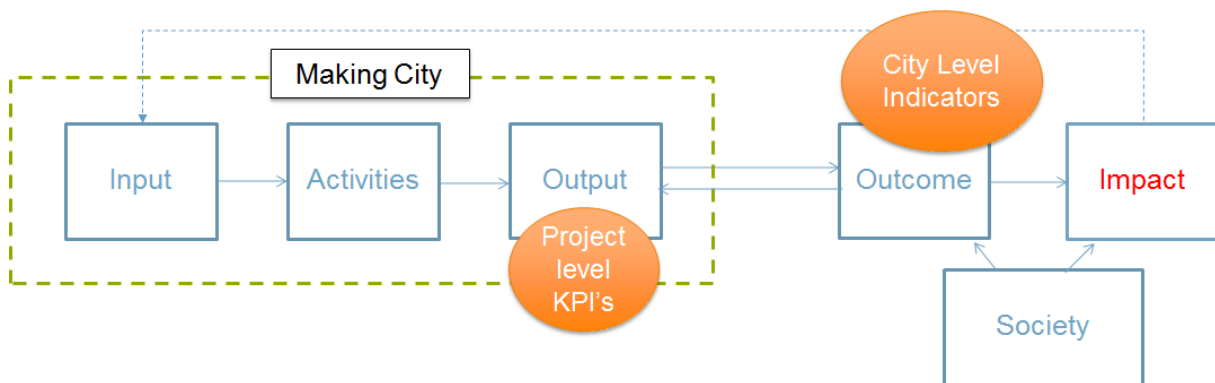 Making City
City Level
Indicators
Input
Activities
Output
Outcome
Impact
Project
level
KPI's
Society